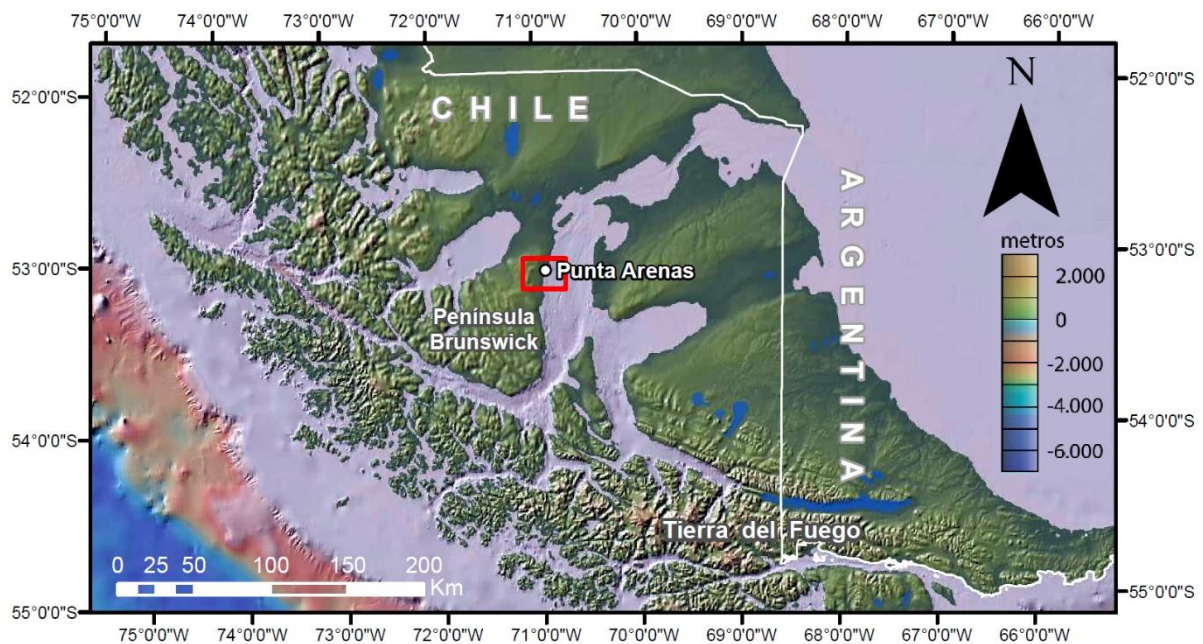 75°0'0"W 74°0'0"W 73°0'0"W 72°0'0"W 71°0'0"W 70°0'0"W 69°0'0"W 68°0'0"W 67°0'0"W 66°0'0"W
52°0'0"S
53°0'0"S
54°0'0"S
55°0'0"S
CHILE
N
ARGENTINA
Punta Arenas
Península
Brunswick
Tierra del Fuego
metros
2.000
0
-2.000
-4.000
-6.000
0 25 50 100 150 200
Km
52°0'0"S
53°0'0"S
54°0'0"S
55°0'0"S
75°0'0"W 74°0'0"W 73°0'0"W 72°0'0"W 71°0'0"W 70°0'0"W 69°0'0"W 68°0'0"W 67°0'0"W 66°0'0"W